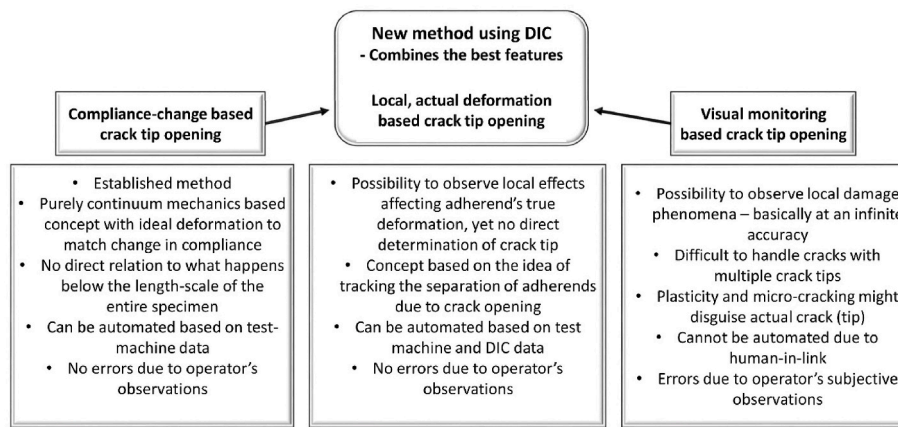 New method using DIC
- Combines the best features
Local, actual deformation
based crack tip opening
Compliance-change based
crack tip opening
Visual monitoring
based crack tip opening
• Established method
• Purely continuum mechanics based
concept with ideal deformation to
match change in compliance
• No direct relation to what happens
below the length-scale of the
entire specimen
• Can be automated based on test-
machine data
• No errors due to operator's
observations
• Possibility to observe local effects
affecting adherend's true
deformation, yet no direct
determination of crack tip
• Concept based on the idea of
tracking the separation of adherends
due to crack opening
• Can be automated based on test
machine and DIC data
• No errors due to operator's
observations
• Possibility to observe local damage
phenomena – basically at an infinite
accuracy
• Difficult to handle cracks with
multiple crack tips
• Plasticity and micro-cracking might
disguise actual crack (tip)
• Cannot be automated due to
human-in-link
• Errors due to operator's subjective
observations